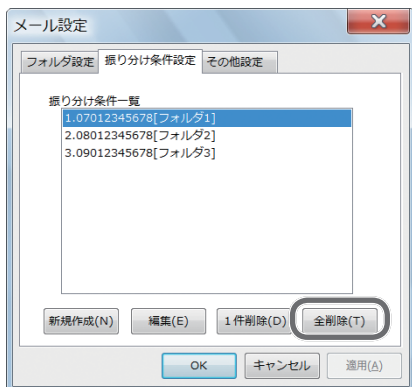 メール設定
フォルダ設定 振り分け条件設定 その他設定
振り分け条件一覧
1.07012345678[フォルダ1]
2.08012345678[フォルダ2]
3.09012345678[フォルダ3]
新規作成(N) 編集(E) 1件削除(D) 全削除(T)
OK キャンセル 適用(A)